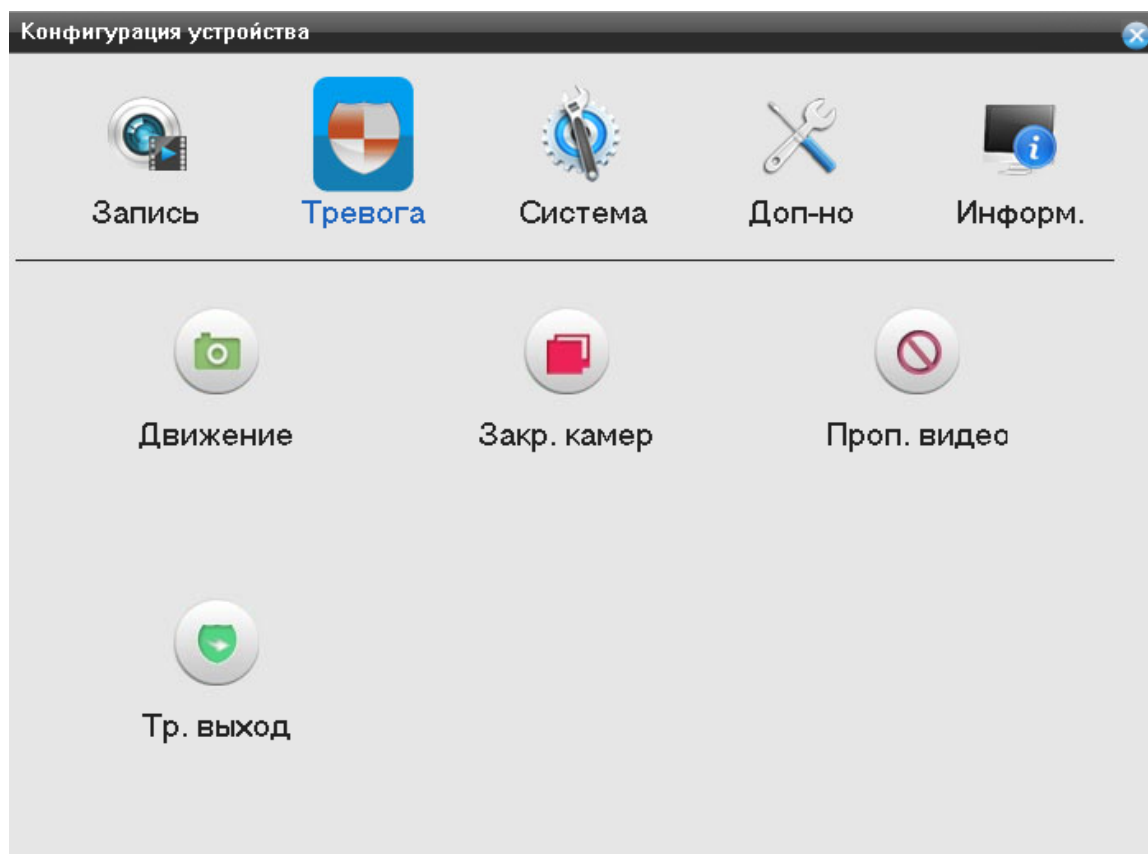 Конфигурация устройства
Запись Тревога Система Доп-но Информ.
Движение Закр. камер Проп. видео
Тр. выход